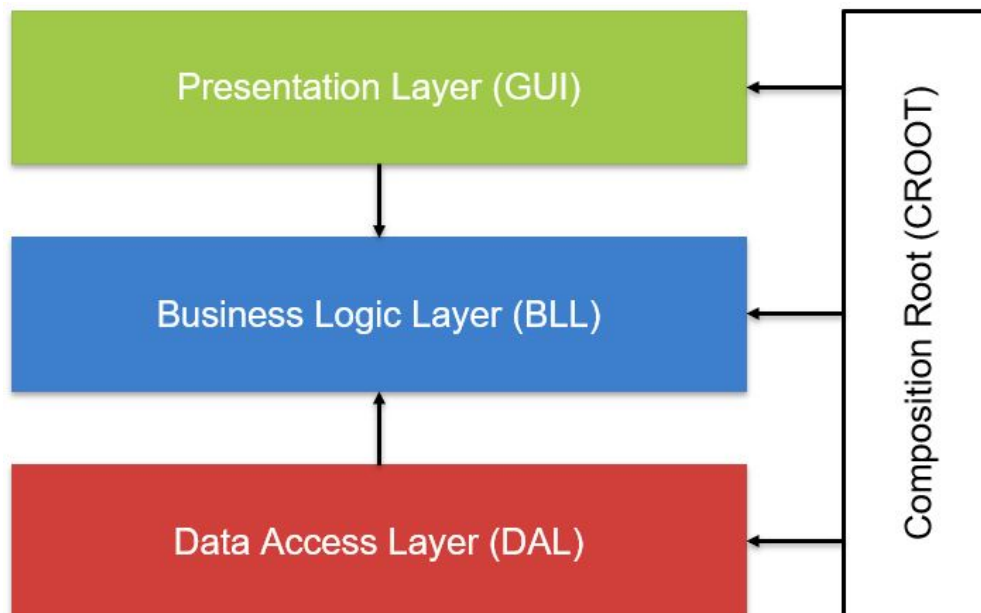 Presentation Layer (GUI)
Business Logic Layer (BLL)
Data Access Layer (DAL)
Composition Root (CROOT)